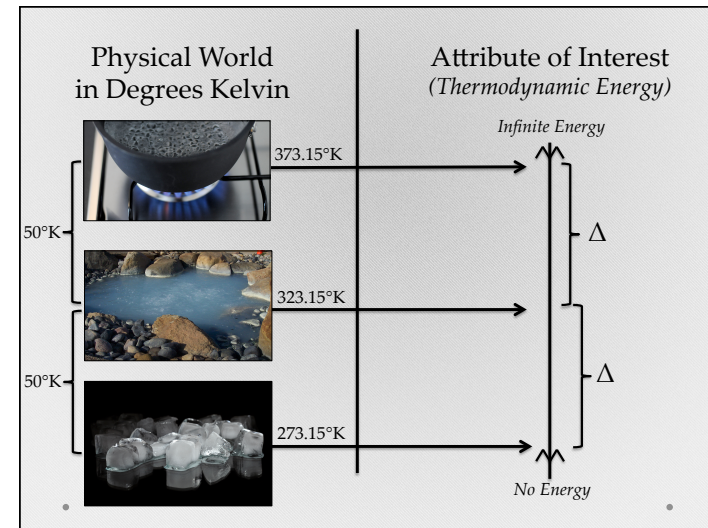 Physical World
in Degrees Kelvin
Attribute of Interest
(Thermodynamic Energy)
Infinite Energy
373.15°K
50°K
Δ
323.15°K
50°K
Δ
273.15°K
No Energy